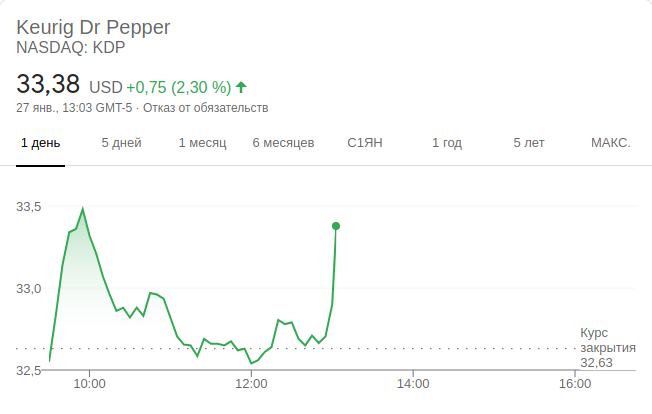 Keurig Dr Pepper
NASDAQ: KDP
33,38 USD +0,75 (2,30 %)
27 янв., 13:03 GMT-5 · Отказ от обязательств
1 день 5 дней 1 месяц 6 месяцев С1ЯН 1 год 5 лет МАКС.
33,5
33,0
32,5
Курс
закрытия
32,63
10:00 12:00 14:00 16:00